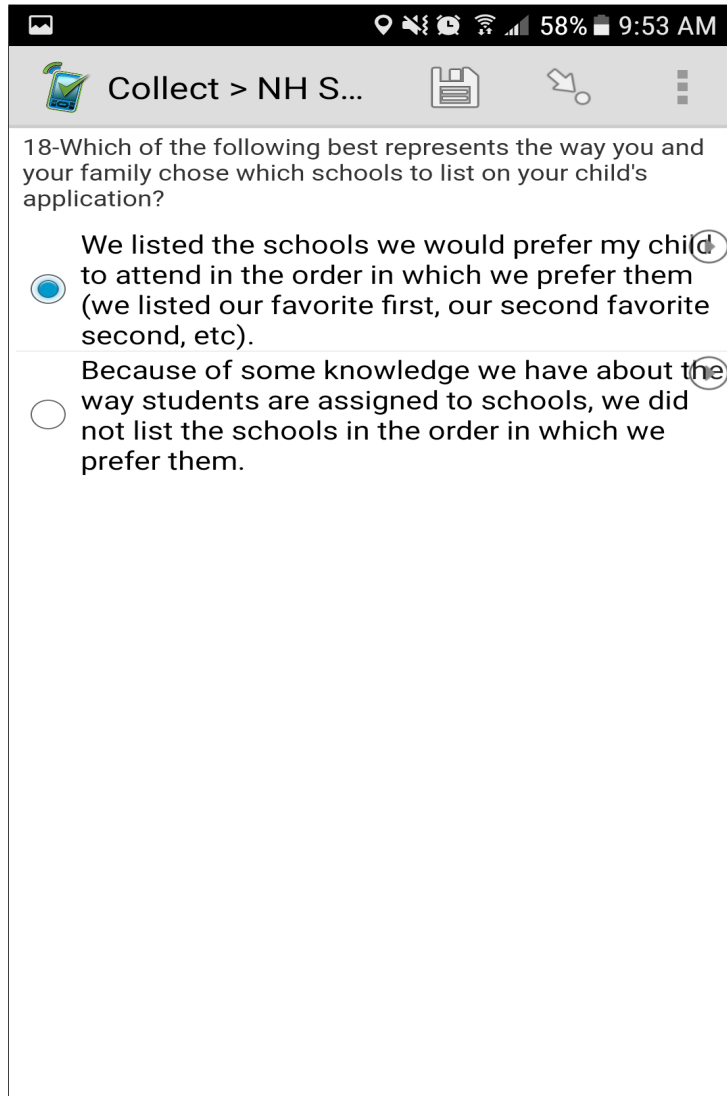 58% 9:53 AM
Collect > NH S...
18-Which of the following best represents the way you and
your family chose which schools to list on your child's
application?
We listed the schools we would prefer my child
to attend in the order in which we prefer them
(we listed our favorite first, our second favorite
second, etc).
Because of some knowledge we have about the
way students are assigned to schools, we did
not list the schools in the order in which we
prefer them.